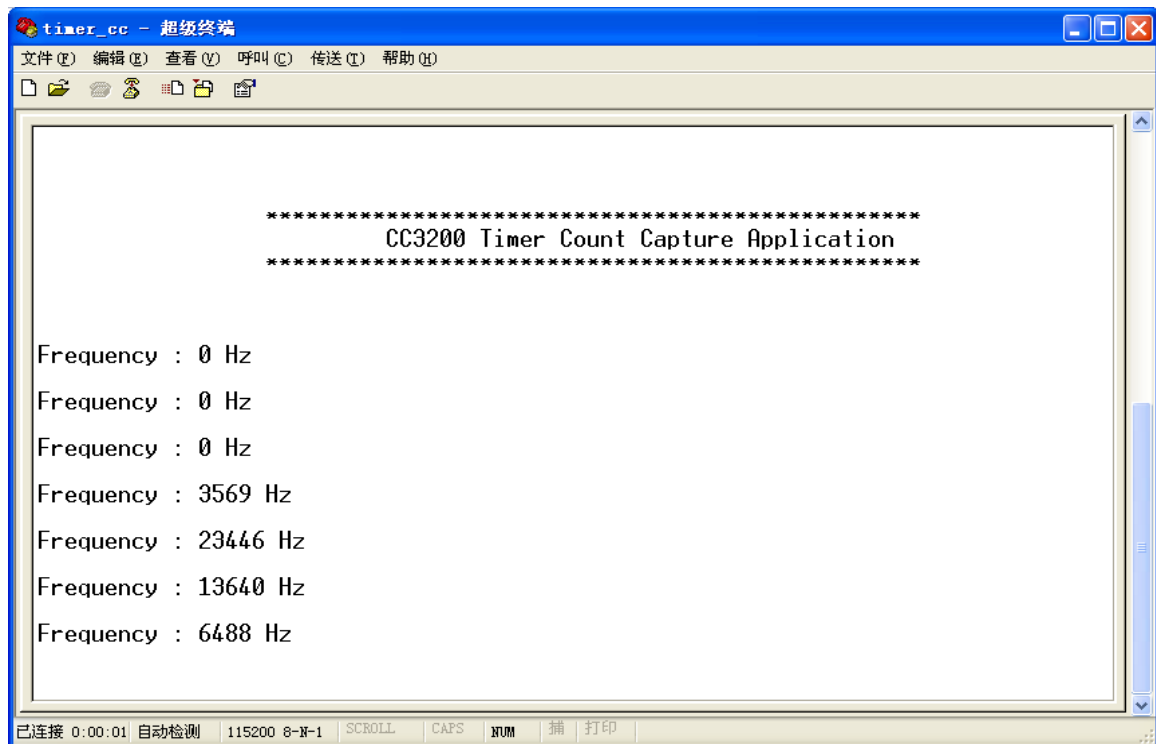 timer_cc - 超级终端
文件(F) 编辑(E) 查看(V) 呼叫(C) 传送(T) 帮助(H)
*************************************************
CC3200 Timer Count Capture Application
*************************************************
Frequency : 0 Hz
Frequency : 0 Hz
Frequency : 0 Hz
Frequency : 3569 Hz
Frequency : 23446 Hz
Frequency : 13640 Hz
Frequency : 6488 Hz
已连接 0:00:01 自动检测 115200 8-N-1 SCROLL CAPS NUM 捕 打印